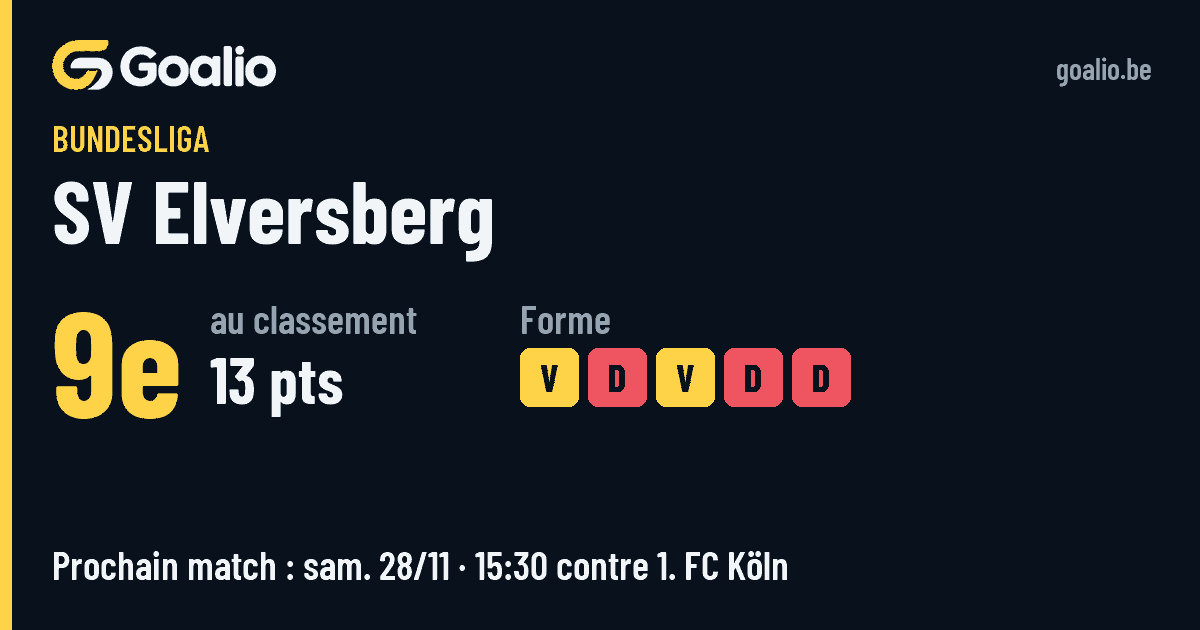 Goalio
goalio.be
BUNDESLIGA
SV Elversberg
9e
au classement
13 pts
Forme
V D V D D
Prochain match : sam. 28/11 · 15:30 contre 1. FC Köln